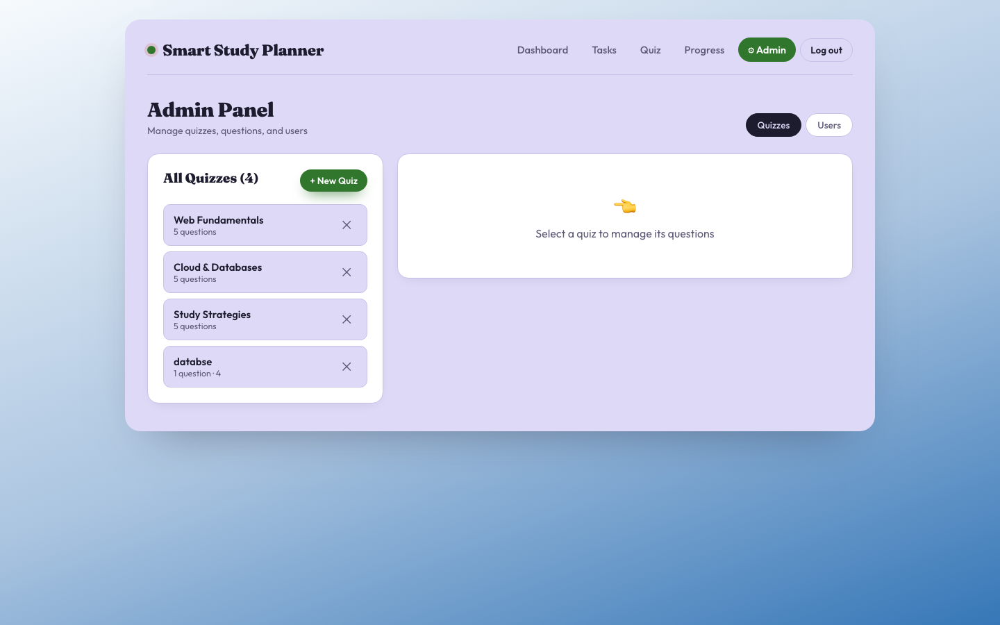 Smart Study Planner
Dashboard Tasks Quiz Progress ⚙ Admin Log out
Admin Panel
Manage quizzes, questions, and users
Quizzes Users
All Quizzes (4)
+ New Quiz
Web Fundamentals
5 questions
Cloud & Databases
5 questions
Study Strategies
5 questions
databse
1 question · 4
Select a quiz to manage its questions